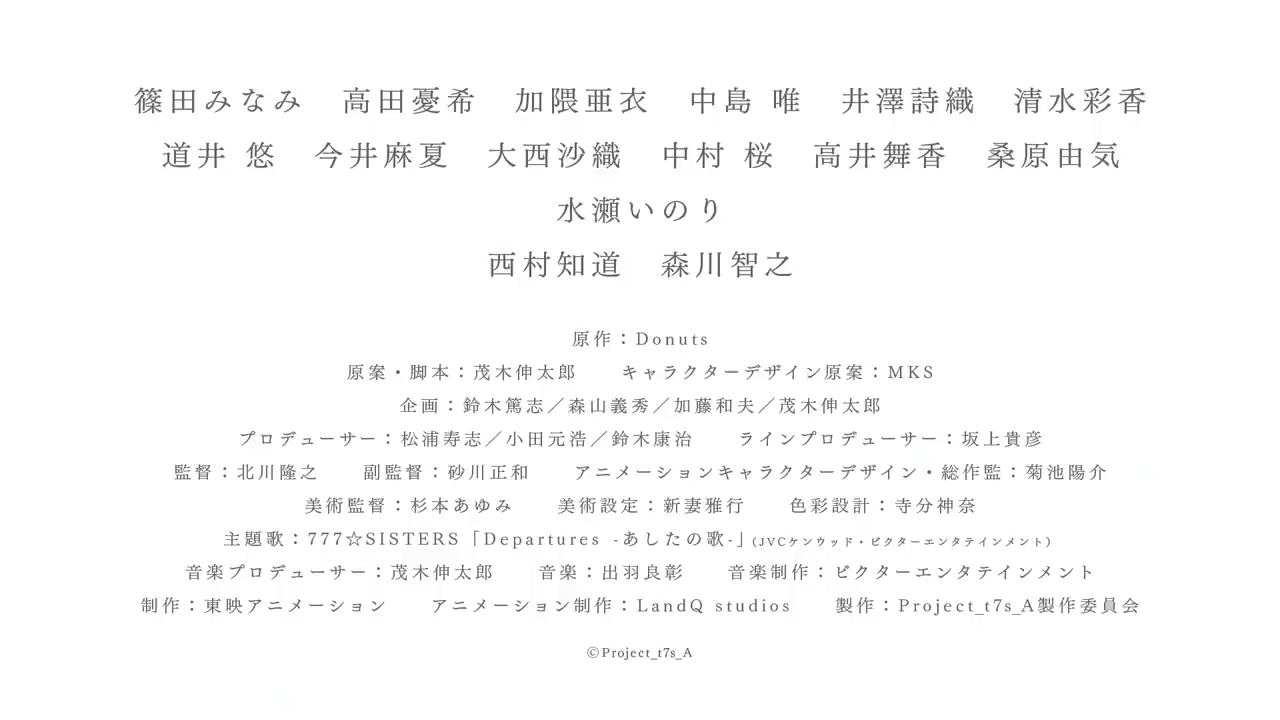 篠田みなみ　高田憂希　加隈亜衣　中島 唯　井澤詩織　清水彩香
道井 悠　今井麻夏　大西沙織　中村 桜　高井舞香　桑原由気
水瀬いのり
西村知道　森川智之
原作：Donuts
原案・脚本：茂木伸太郎　　キャラクターデザイン原案：MKS
企画：鈴木篤志／森山義秀／加藤和夫／茂木伸太郎
プロデューサー：松浦寿志／小田元浩／鈴木康治　　ラインプロデューサー：坂上貴彦
監督：北川隆之　　副監督：砂川正和　　アニメーションキャラクターデザイン・総作監：菊池陽介
美術監督：杉本あゆみ　　美術設定：新妻雅行　　色彩設計：寺分神奈
主題歌：777☆SISTERS「Departures -あしたの歌-」(JVCケンウッド・ビクターエンタテインメント)
音楽プロデューサー：茂木伸太郎　　音楽：出羽良彰　　音楽制作：ビクターエンタテインメント
制作：東映アニメーション　　アニメーション制作：LandQ studios　　製作：Project_t7s_A製作委員会
©Project_t7s_A